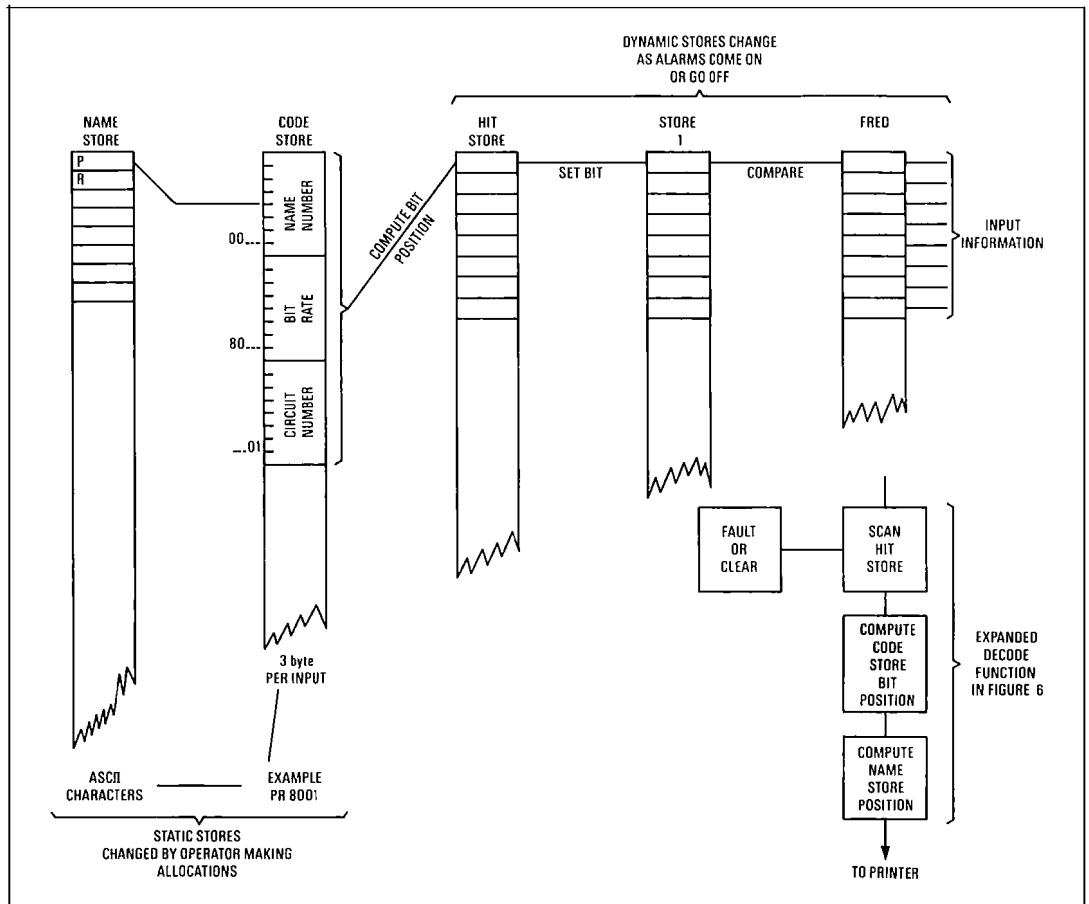 DYNAMIC STORES CHANGE
AS ALARMS COME ON
OR GO OFF
NAME
STORE
CODE
STORE
HIT
STORE
STORE
1
FRED
P
R
NAME
NUMBER
00
BIT
RATE
80
CIRCUIT
NUMBER
01
COMPUTE BIT
POSITION
SET BIT
COMPARE
INPUT
INFORMATION
FAULT
OR
CLEAR
SCAN
HIT
STORE
COMPUTE
CODE
STORE
BIT
POSITION
COMPUTE
NAME
STORE
POSITION
EXPANDED
DECODE
FUNCTION
IN FIGURE 6
TO PRINTER
3 byte
PER INPUT
ASCII
CHARACTERS
EXAMPLE
PR 8001
STATIC STORES
CHANGED BY OPERATOR MAKING
ALLOCATIONS